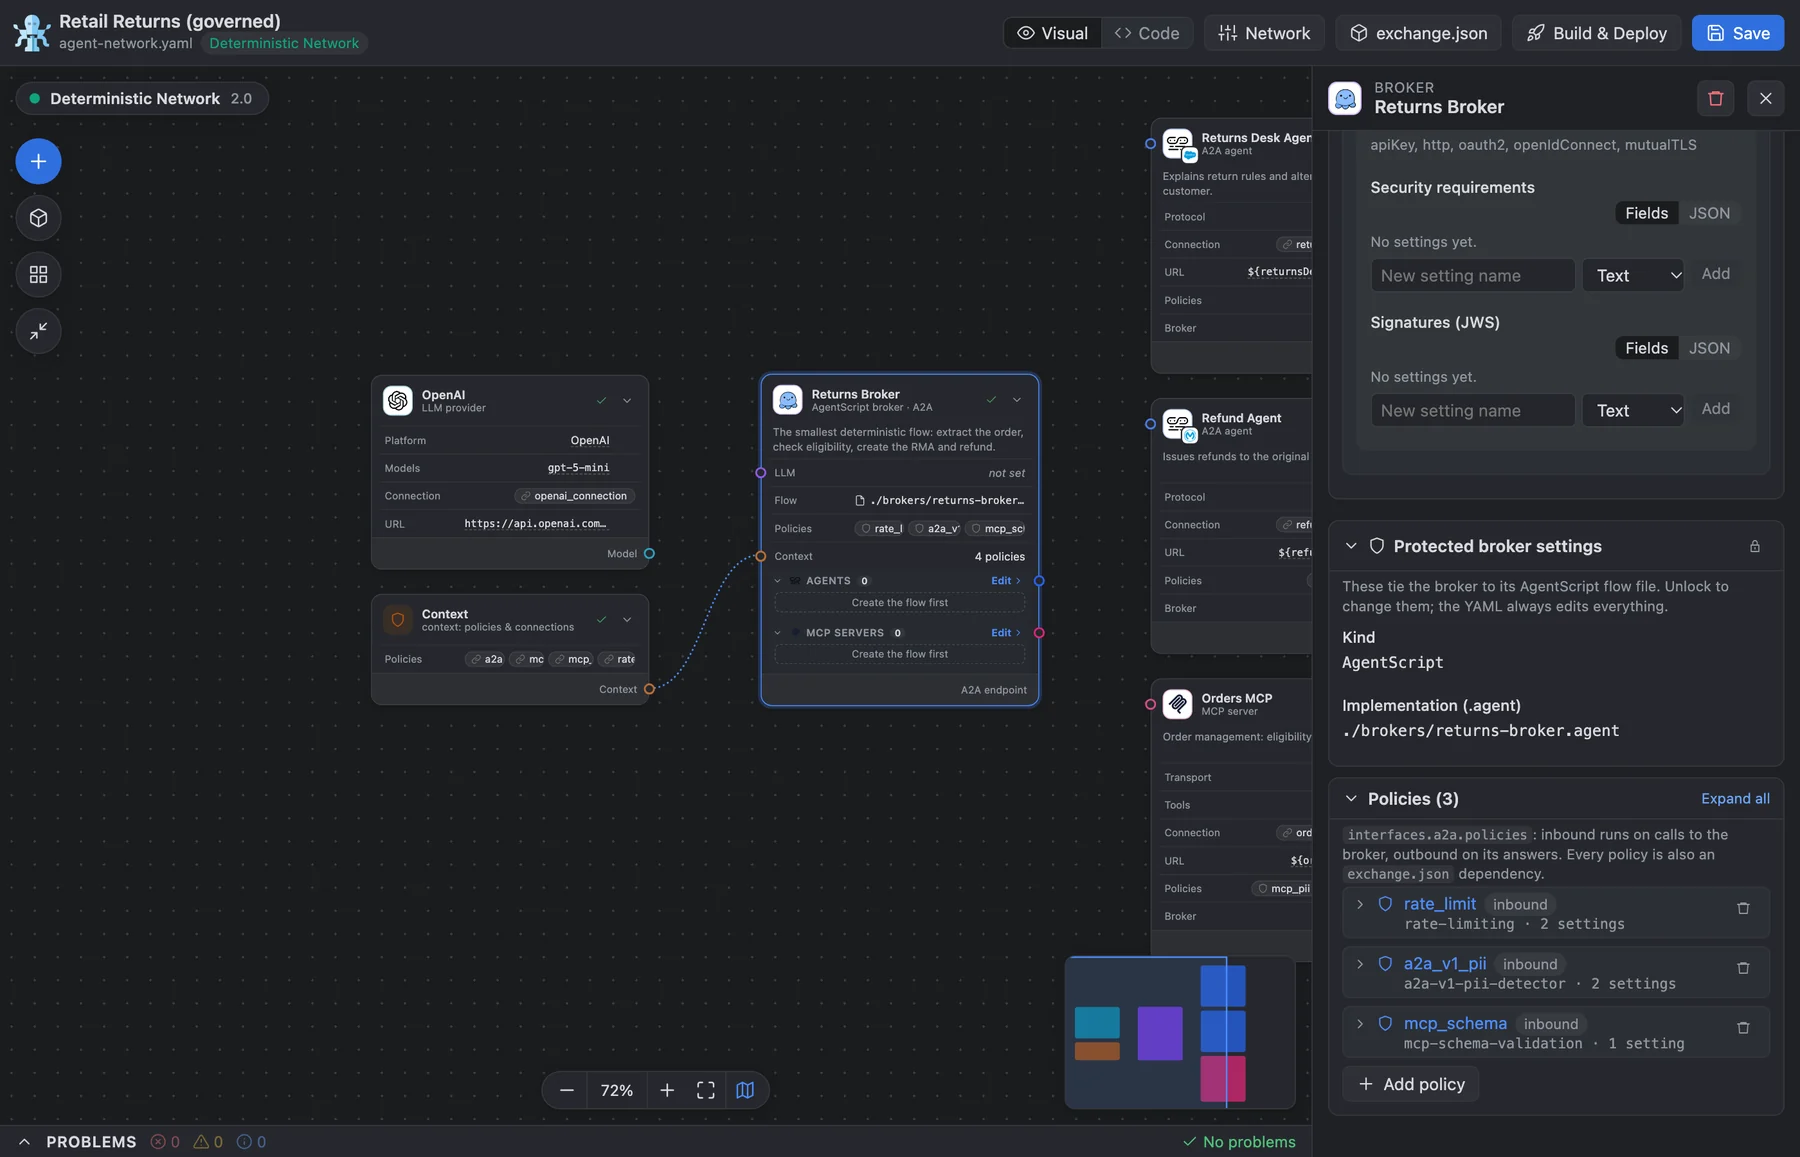 Retail Returns (governed)
agent-network.yaml Deterministic Network
Visual Code Network exchange.json Build & Deploy Save
Deterministic Network 2.0
OpenAI
LLM provider
Platform OpenAI
Models gpt-5-mini
Connection openai_connection
URL https://api.openai.com…
Model
Context
context: policies & connections
Policies a2a mc mcp_ rate
Context
Returns Broker
AgentScript broker · A2A
The smallest deterministic flow: extract the order,
check eligibility, create the RMA and refund.
LLM not set
Flow ./brokers/returns-broker…
Policies rate_l a2a_v1 mcp_sc
Context 4 policies
AGENTS 0 Edit
Create the flow first
MCP SERVERS 0 Edit
Create the flow first
A2A endpoint
Returns Desk Agen
A2A agent
Explains return rules and alte
customer.
Protocol
Connection retu
URL ${returnsDe
Policies
Broker
Refund Agent
A2A agent
Issues refunds to the original
Protocol
Connection refu
URL ${refu
Policies
Broker
Orders MCP
MCP server
Order management: eligibility
Transport
Tools
Connection ord
URL ${or
Policies mcp_pii
Broker
72%
PROBLEMS 0 0 0
No problems
BROKER
Returns Broker
apiKey, http, oauth2, openIdConnect, mutualTLS
Security requirements
Fields JSON
No settings yet.
New setting name Text Add
Signatures (JWS)
Fields JSON
No settings yet.
New setting name Text Add
Protected broker settings
These tie the broker to its AgentScript flow file. Unlock to
change them; the YAML always edits everything.
Kind
AgentScript
Implementation (.agent)
./brokers/returns-broker.agent
Policies (3) Expand all
interfaces.a2a.policies: inbound runs on calls to the
broker, outbound on its answers. Every policy is also an
exchange.json dependency.
rate_limit inbound
rate-limiting · 2 settings
a2a_v1_pii inbound
a2a-v1-pii-detector · 2 settings
mcp_schema inbound
mcp-schema-validation · 1 setting
Add policy